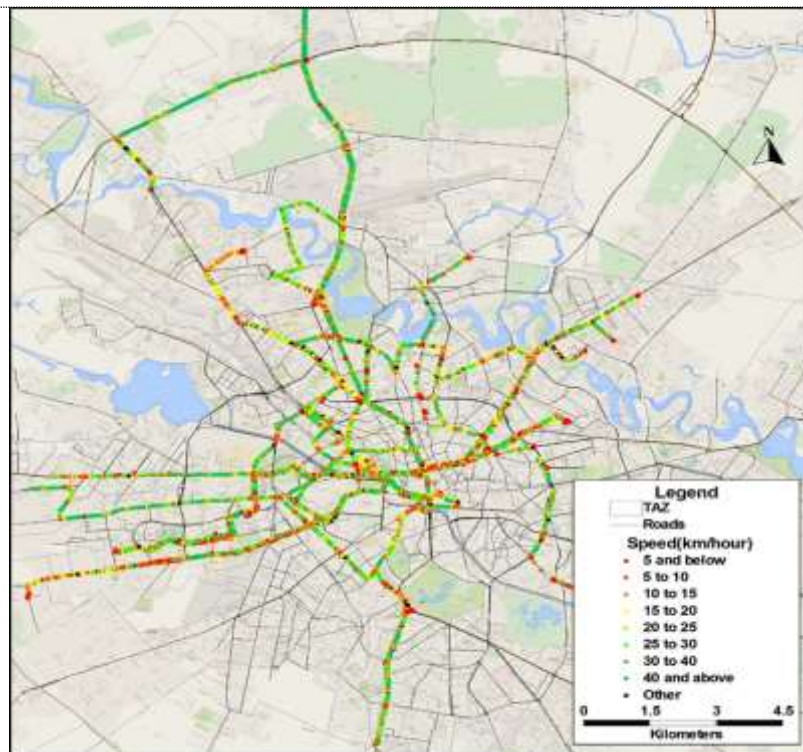 N
Legend
TAZ
Roads
Speed(km/hour)
5 and below
5 to 10
10 to 15
15 to 20
20 to 25
25 to 30
30 to 40
40 and above
Other
0 1.5 3 4.5
Kilometers